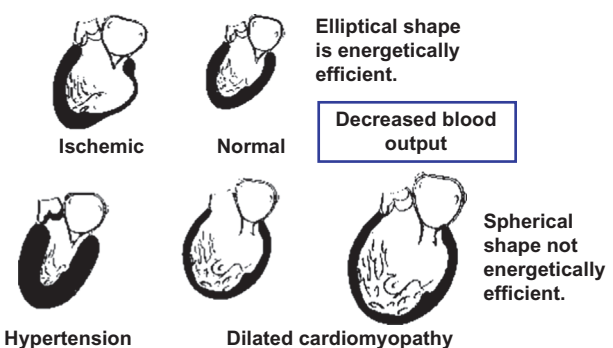 Elliptical shape
is energetically
efficient.
Ischemic
Normal
Decreased blood
output
Spherical
shape not
energetically
efficient.
Hypertension
Dilated cardiomyopathy